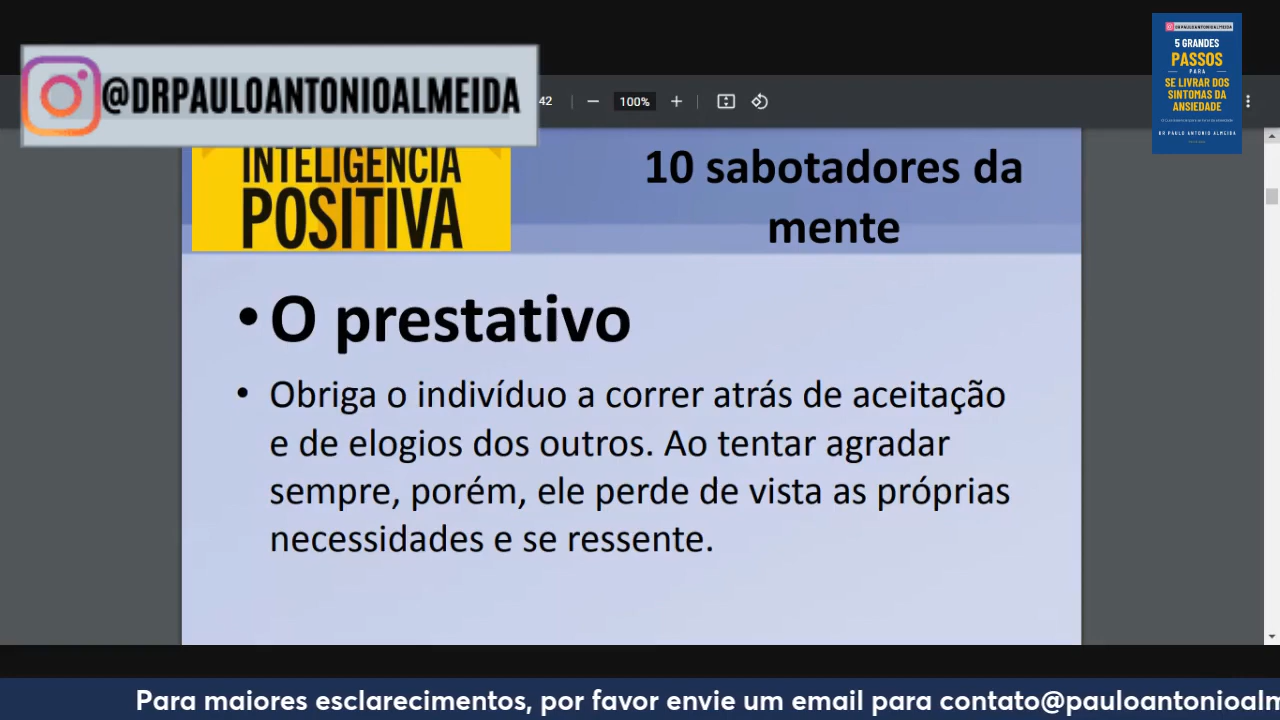 @DRPAULOANTONIOALMEIDA
42
100%
5 GRANDES
PASSOS
PARA
SE LIVRAR DOS
SINTOMAS DA
ANSIEDADE
DR PAULO ANTONIO ALMEIDA
INTELIGÊNCIA
POSITIVA
10 sabotadores da
mente
• O prestativo
• Obriga o indivíduo a correr atrás de aceitação
e de elogios dos outros. Ao tentar agradar
sempre, porém, ele perde de vista as próprias
necessidades e se ressente.
Para maiores esclarecimentos, por favor envie um email para contato@pauloantonioalm